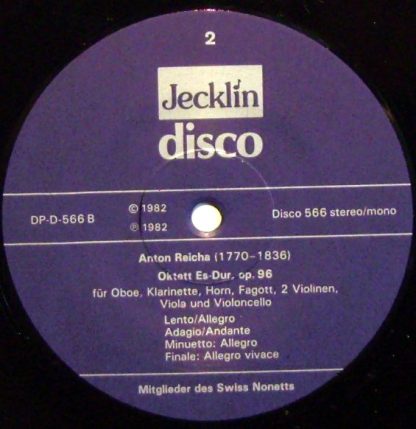 2
Jecklin
disco
DP-D-566 B
© 1982
℗ 1982
Disco 566 stereo/mono
Anton Reicha (1770-1836)
Oktett Es-Dur, op. 96
für Oboe, Klarinette, Horn, Fagott, 2 Violinen,
Viola und Violoncello
Lento/Allegro
Adagio/Andante
Minuetto: Allegro
Finale: Allegro vivace
Mitglieder des Swiss Nonetts